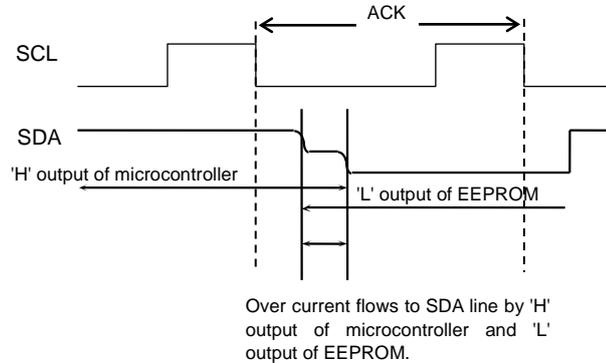 ACK
SCL
SDA
'H' output of microcontroller
'L' output of EEPROM
Over current flows to SDA line by 'H'
output of microcontroller and 'L'
output of EEPROM.